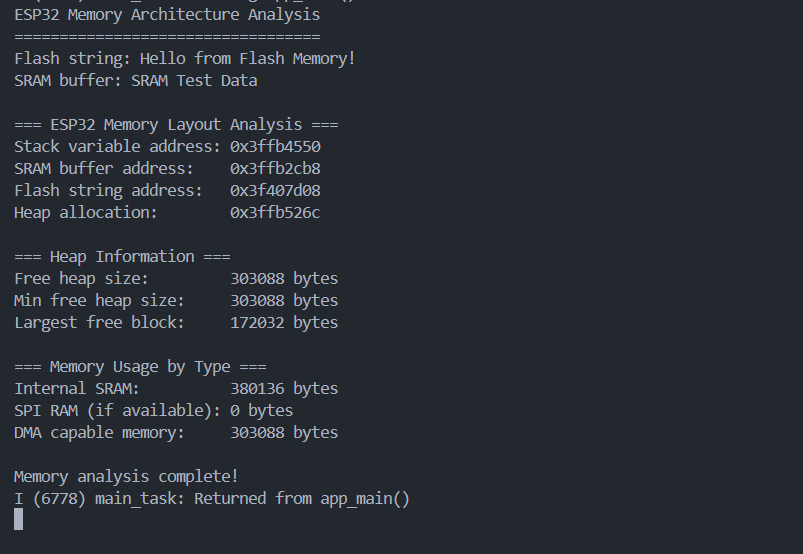 ESP32 Memory Architecture Analysis
==================================
Flash string: Hello from Flash Memory!
SRAM buffer: SRAM Test Data
=== ESP32 Memory Layout Analysis ===
Stack variable address: 0x3ffb4550
SRAM buffer address:    0x3ffb2cb8
Flash string address:   0x3f407d08
Heap allocation:        0x3ffb526c
=== Heap Information ===
Free heap size:         303088 bytes
Min free heap size:     303088 bytes
Largest free block:     172032 bytes
=== Memory Usage by Type ===
Internal SRAM:          380136 bytes
SPI RAM (if available): 0 bytes
DMA capable memory:     303088 bytes
Memory analysis complete!
I (6778) main_task: Returned from app_main()